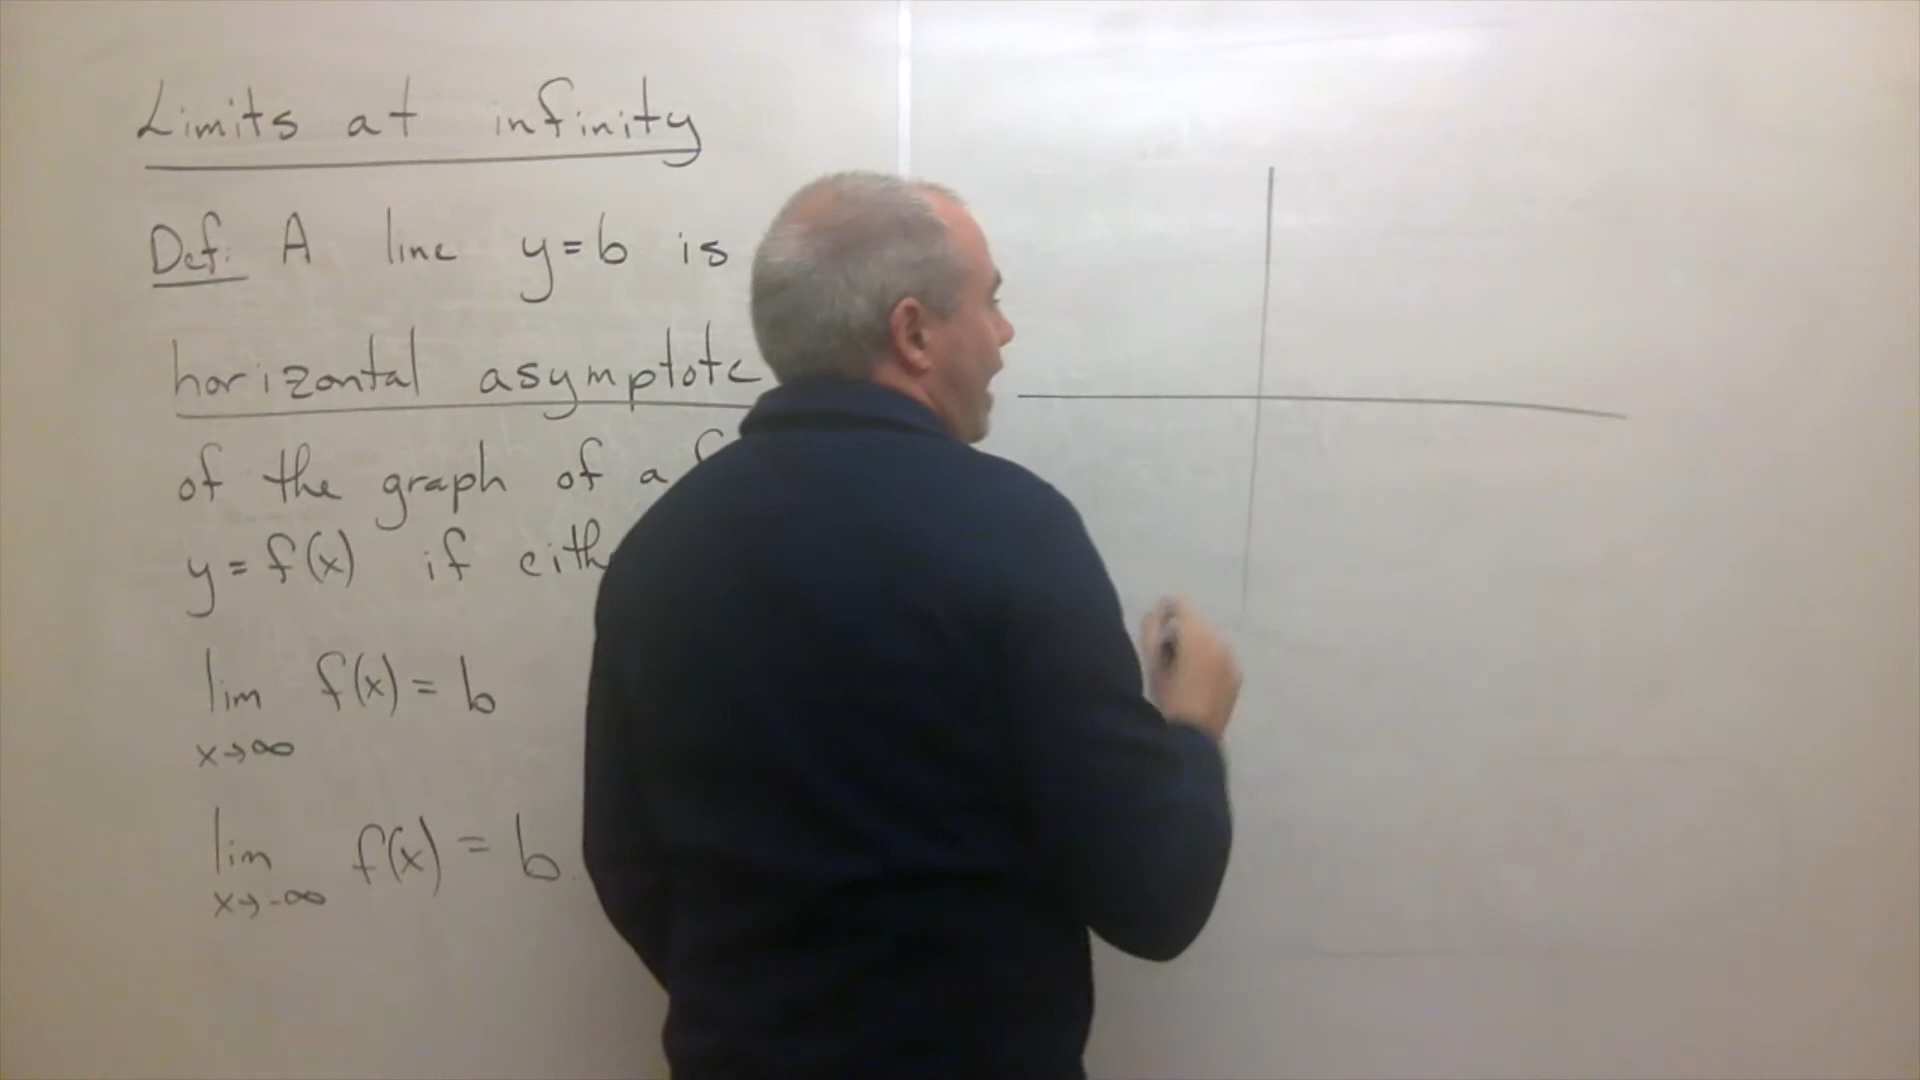 Limits at infinity
Def: A line y=b is
horizontal asymptote
of the graph of a
y=f(x) if
lim f(x) = b
x→∞
lim f(x) = b.
x→-∞